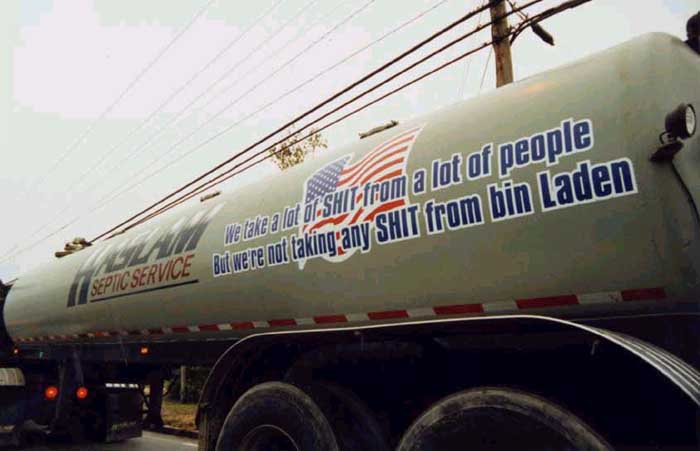 HASLAM
SEPTIC SERVICE
We take a lot of SHIT from a lot of people
But we're not taking any SHIT from bin Laden